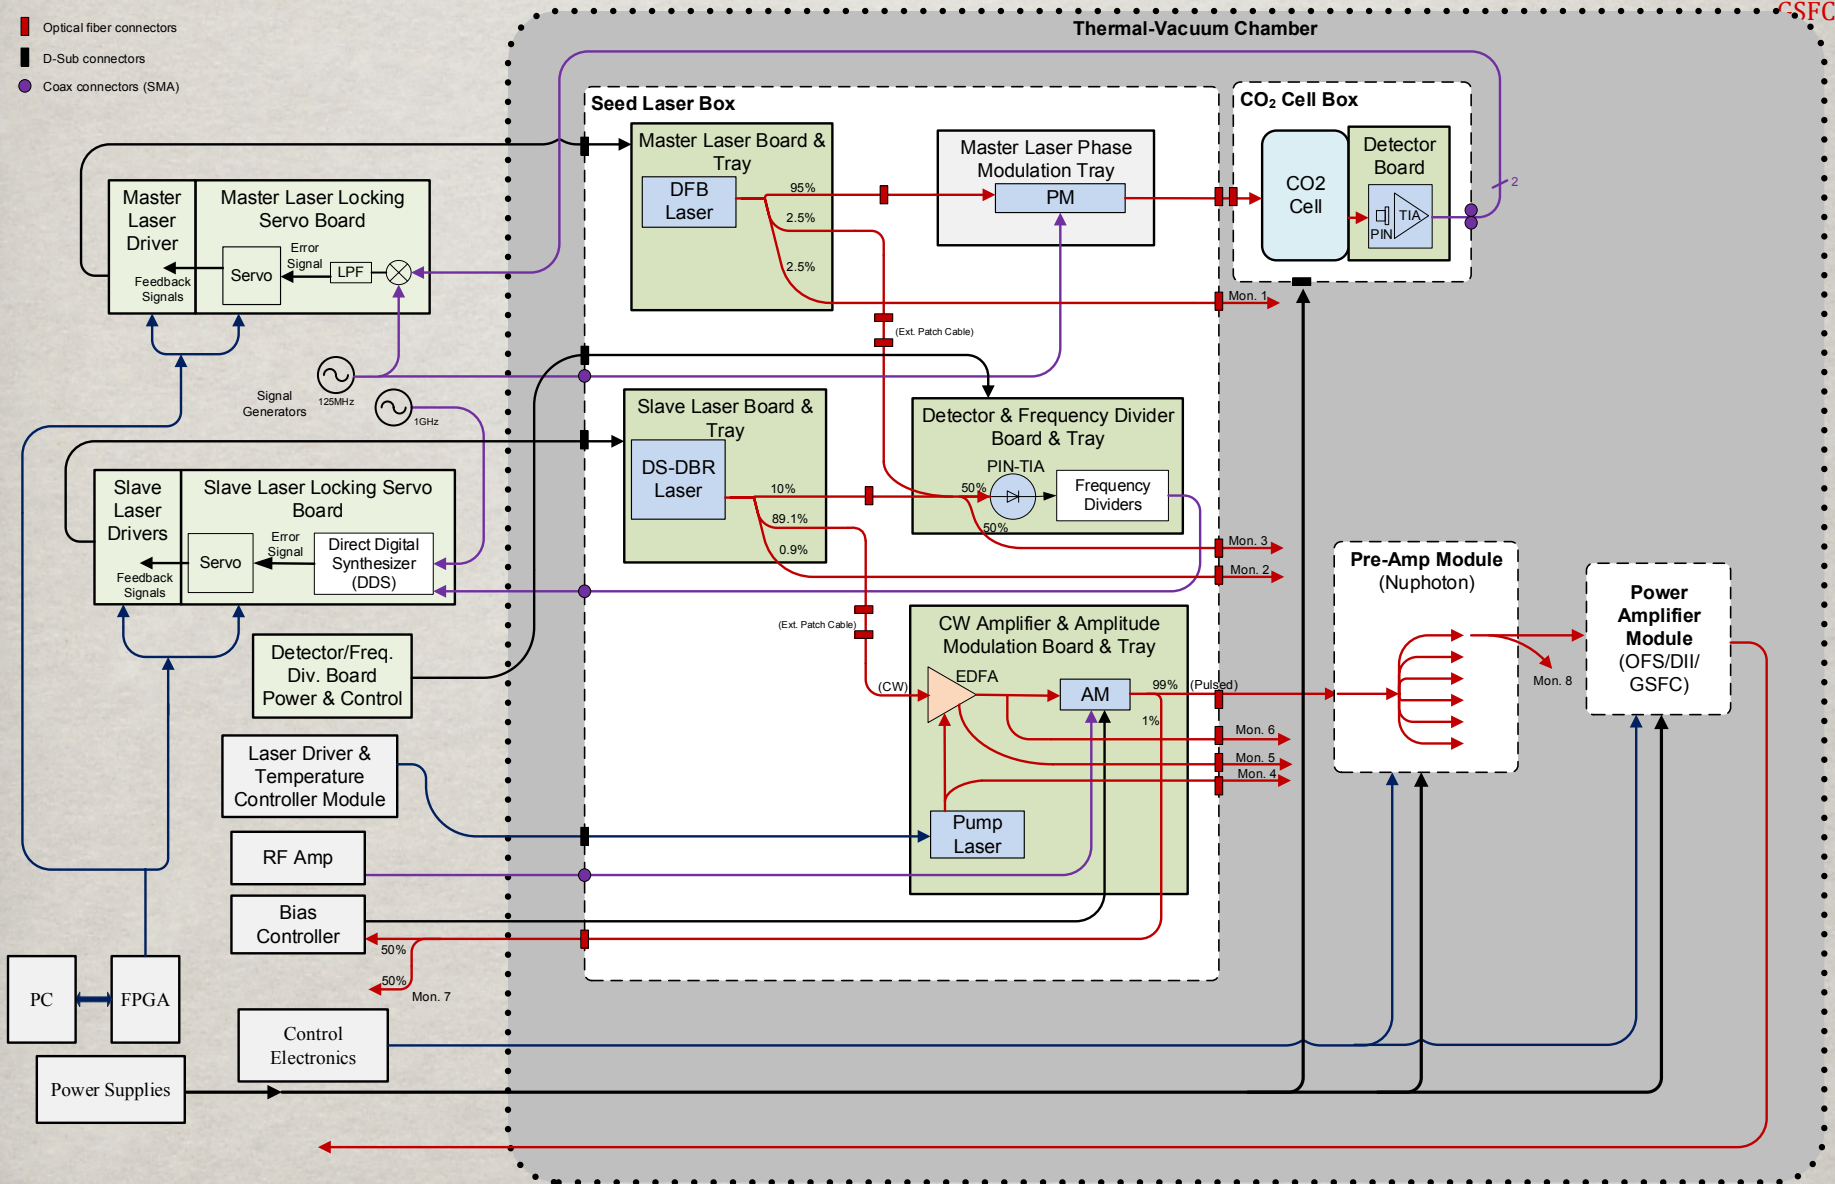 GSFC
Thermal-Vacuum Chamber
Optical fiber connectors
D-Sub connectors
Coax connectors (SMA)
Seed Laser Box
CO₂ Cell Box
Master Laser Board &
Tray
DFB
Laser
95%
2.5%
2.5%
Master Laser Phase
Modulation Tray
PM
CO2
Cell
Detector
Board
TIA
PIN
2
Mon. 1
Master
Laser
Driver
Master Laser Locking
Servo Board
Servo
Error
Signal
LPF
Feedback
Signals
(Ext. Patch Cable)
Signal
Generators
125MHz
1GHz
Slave Laser Board &
Tray
DS-DBR
Laser
10%
89.1%
0.9%
Detector & Frequency Divider
Board & Tray
PIN-TIA
50%
50%
Frequency
Dividers
Mon. 3
Mon. 2
Slave
Laser
Drivers
Slave Laser Locking Servo
Board
Servo
Error
Signal
Direct Digital
Synthesizer
(DDS)
Feedback
Signals
(Ext. Patch Cable)
Detector/Freq.
Div. Board
Power & Control
CW Amplifier & Amplitude
Modulation Board & Tray
(CW)
EDFA
AM
99%
1%
(Pulsed)
Mon. 6
Mon. 5
Mon. 4
Pump
Laser
Pre-Amp Module
(Nuphoton)
Mon. 8
Power
Amplifier
Module
(OFS/DII/
GSFC)
Laser Driver &
Temperature
Controller Module
RF Amp
Bias
Controller
50%
50%
Mon. 7
PC
FPGA
Control
Electronics
Power Supplies